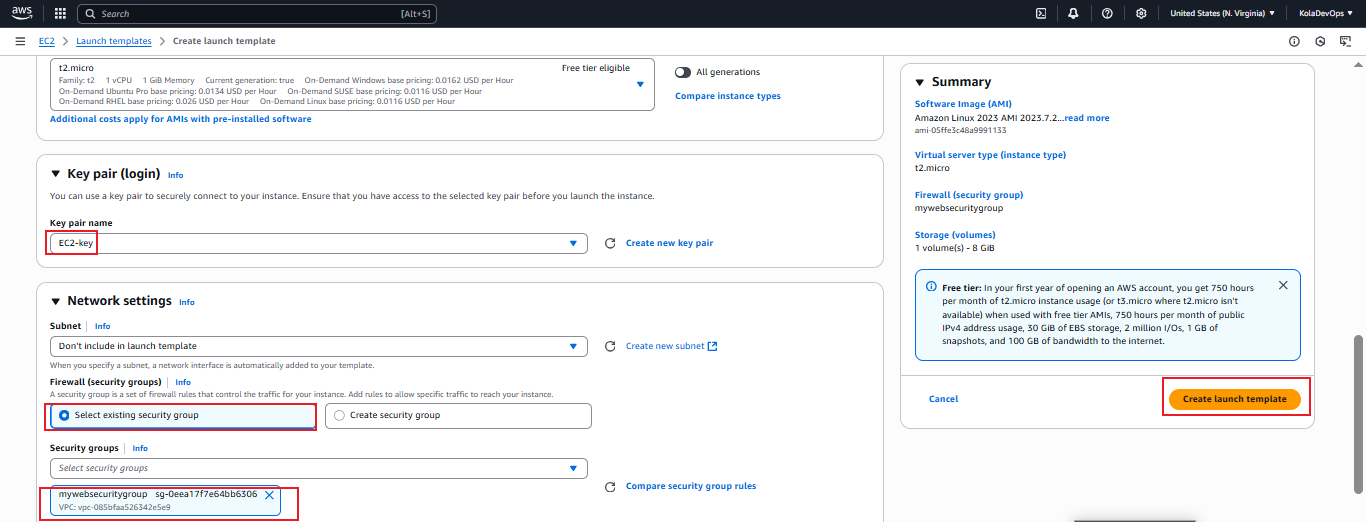 aws
Search [Alt+S]
United States (N. Virginia) KolaDevOps
EC2 Launch templates Create launch template
t2.micro Free tier eligible
Family: t2 1 vCPU 1 GiB Memory Current generation: true On-Demand Windows base pricing: 0.0162 USD per Hour
On-Demand Ubuntu Pro base pricing: 0.0134 USD per Hour On-Demand SUSE base pricing: 0.0116 USD per Hour
On-Demand RHEL base pricing: 0.026 USD per Hour On-Demand Linux base pricing: 0.0116 USD per Hour
All generations
Compare instance types
Additional costs apply for AMIs with pre-installed software
Key pair (login) Info
You can use a key pair to securely connect to your instance. Ensure that you have access to the selected key pair before you launch the instance.
Key pair name
EC2-key
Create new key pair
Network settings Info
Subnet Info
Don't include in launch template
Create new subnet
When you specify a subnet, a network interface is automatically added to your template.
Firewall (security groups) Info
A security group is a set of firewall rules that control the traffic for your instance. Add rules to allow specific traffic to reach your instance.
Select existing security group
Create security group
Security groups Info
Select security groups
mywebsecuritygroup sg-0eea17f7e64bb6306
VPC: vpc-085bfaa526342e5e9
Compare security group rules
Summary
Software Image (AMI)
Amazon Linux 2023 AMI 2023.7.2...read more
ami-05ffe3c48a9991133
Virtual server type (instance type)
t2.micro
Firewall (security group)
mywebsecuritygroup
Storage (volumes)
1 volume(s) - 8 GiB
Free tier: In your first year of opening an AWS account, you get 750 hours
per month of t2.micro instance usage (or t3.micro where t2.micro isn't
available) when used with free tier AMIs, 750 hours per month of public
IPv4 address usage, 30 GiB of EBS storage, 2 million I/Os, 1 GB of
snapshots, and 100 GB of bandwidth to the internet.
Cancel
Create launch template